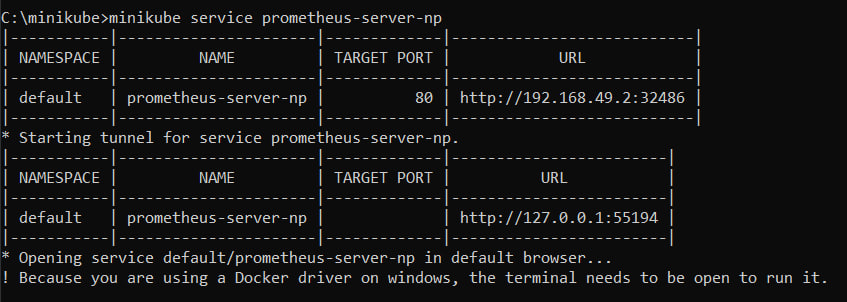 C:\minikube>minikube service prometheus-server-np
|-----------|----------------------|-------------|---------------------------|
| NAMESPACE |         NAME         | TARGET PORT |            URL            |
|-----------|----------------------|-------------|---------------------------|
| default   | prometheus-server-np |          80 | http://192.168.49.2:32486 |
|-----------|----------------------|-------------|---------------------------|
* Starting tunnel for service prometheus-server-np.
|-----------|----------------------|-------------|------------------------|
| NAMESPACE |         NAME         | TARGET PORT |          URL           |
|-----------|----------------------|-------------|------------------------|
| default   | prometheus-server-np |             | http://127.0.0.1:55194 |
|-----------|----------------------|-------------|------------------------|
* Opening service default/prometheus-server-np in default browser...
! Because you are using a Docker driver on windows, the terminal needs to be open to run it.